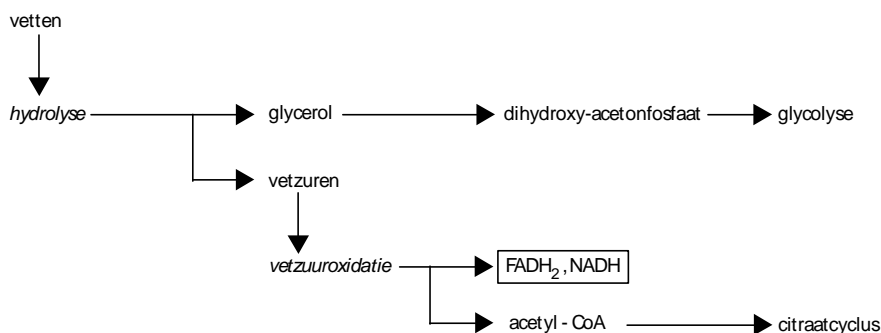 vetten
hydrolyse glycerol dihydroxy-acetonfosfaat glycolyse
vetzuren
vetzuuroxidatie FADH₂, NADH
acetyl - CoA citraatcyclus